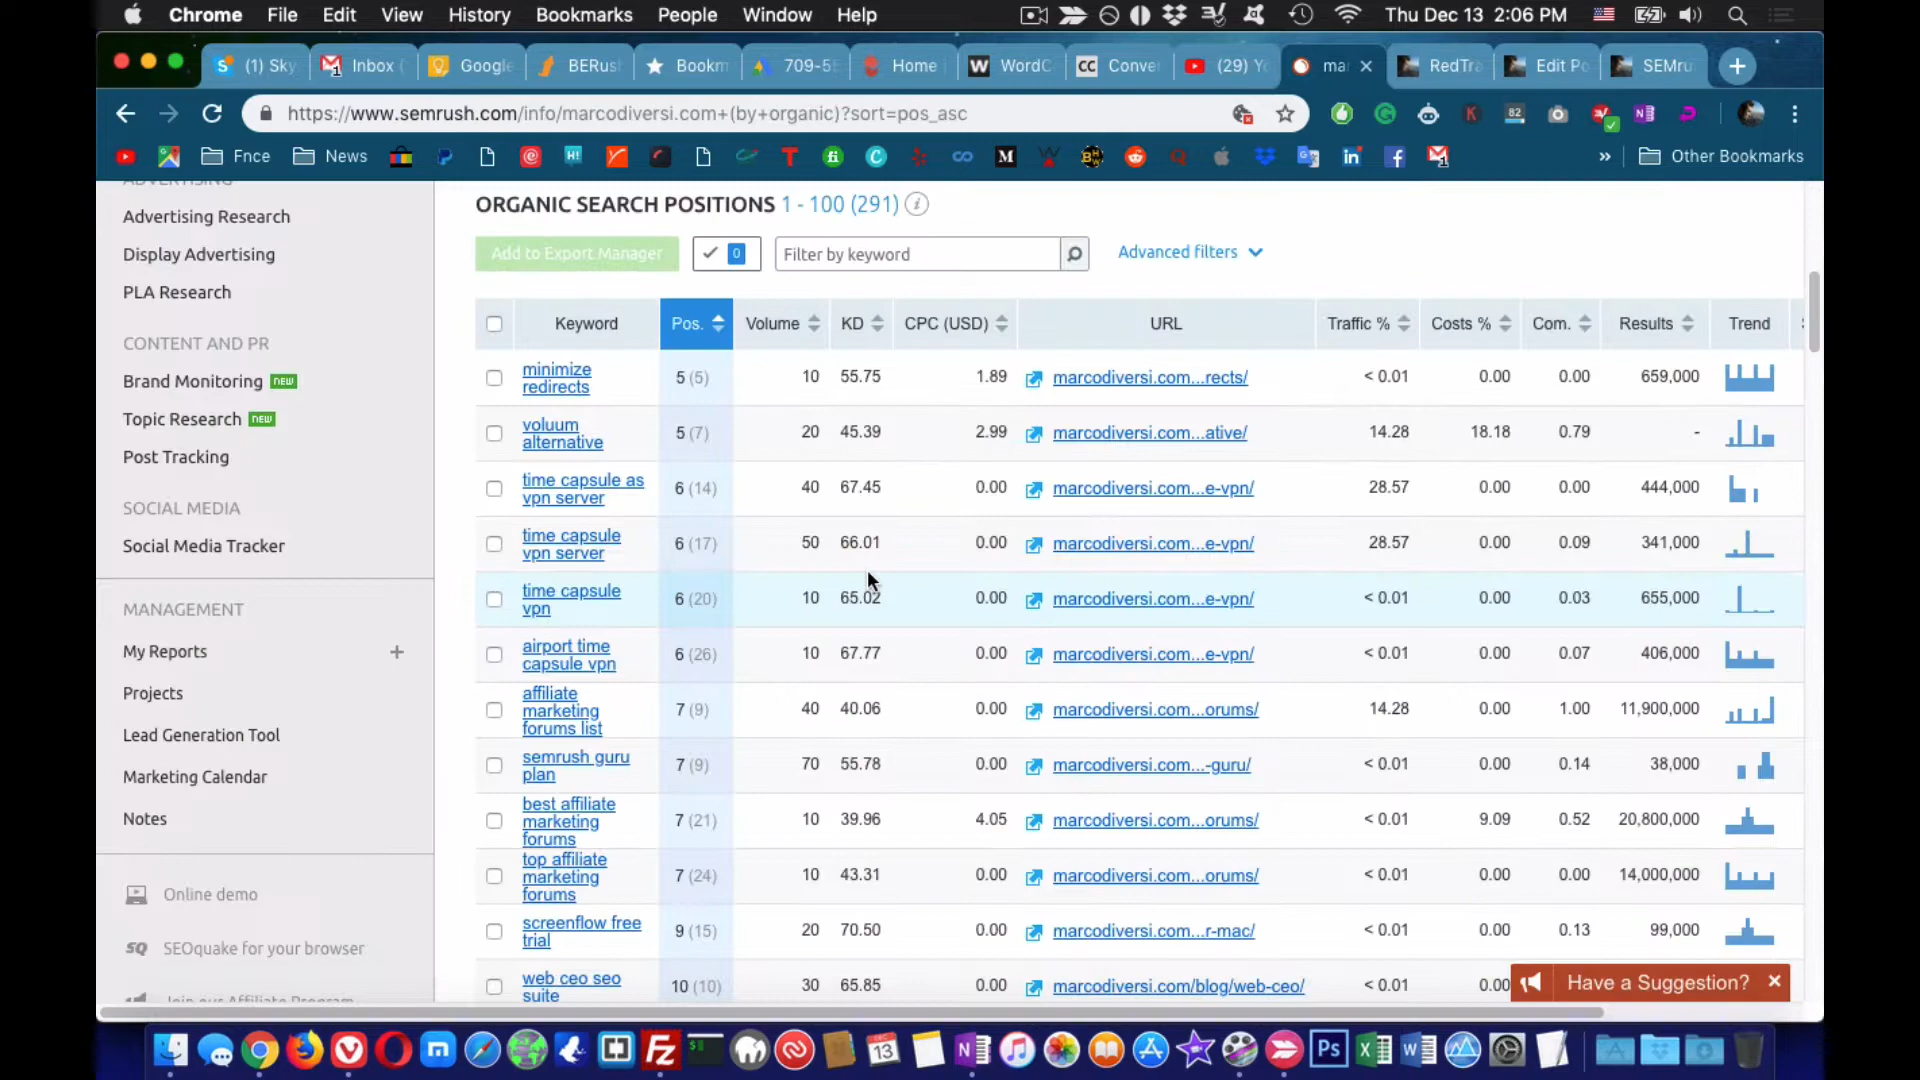 Chrome File Edit View History Bookmarks People Window Help Thu Dec 13 2:06 PM
(1) Sky Inbox ( Google BERush Bookm 709-55 Home WordC CC Conver (29) Yo mar RedTra Edit Po SEMru
https://www.semrush.com/info/marcodiversi.com+(by+organic)?sort=pos_asc 82
Fnce News H! T fi C M in f Other Bookmarks
ADVERTISING
Advertising Research
Display Advertising
PLA Research
CONTENT AND PR
Brand Monitoring new
Topic Research new
Post Tracking
SOCIAL MEDIA
Social Media Tracker
MANAGEMENT
My Reports +
Projects
Lead Generation Tool
Marketing Calendar
Notes
Online demo
SQ SEOquake for your browser
Join our Affiliate Program
ORGANIC SEARCH POSITIONS 1 - 100 (291) i
Add to Export Manager 0 Filter by keyword Advanced filters
Keyword Pos. Volume KD CPC (USD) URL Traffic % Costs % Com. Results Trend
minimize redirects 5 (5) 10 55.75 1.89 marcodiversi.com...rects/ < 0.01 0.00 0.00 659,000
voluum alternative 5 (7) 20 45.39 2.99 marcodiversi.com...ative/ 14.28 18.18 0.79 -
time capsule as vpn server 6 (14) 40 67.45 0.00 marcodiversi.com...e-vpn/ 28.57 0.00 0.00 444,000
time capsule vpn server 6 (17) 50 66.01 0.00 marcodiversi.com...e-vpn/ 28.57 0.00 0.09 341,000
time capsule vpn 6 (20) 10 65.02 0.00 marcodiversi.com...e-vpn/ < 0.01 0.00 0.03 655,000
airport time capsule vpn 6 (26) 10 67.77 0.00 marcodiversi.com...e-vpn/ < 0.01 0.00 0.07 406,000
affiliate marketing forums list 7 (9) 40 40.06 0.00 marcodiversi.com...orums/ 14.28 0.00 1.00 11,900,000
semrush guru plan 7 (9) 70 55.78 0.00 marcodiversi.com...-guru/ < 0.01 0.00 0.14 38,000
best affiliate marketing forums 7 (21) 10 39.96 4.05 marcodiversi.com...orums/ < 0.01 9.09 0.52 20,800,000
top affiliate marketing forums 7 (24) 10 43.31 0.00 marcodiversi.com...orums/ < 0.01 0.00 0.00 14,000,000
screenflow free trial 9 (15) 20 70.50 0.00 marcodiversi.com...r-mac/ < 0.01 0.00 0.13 99,000
web ceo seo suite 10 (10) 30 65.85 0.00 marcodiversi.com/blog/web-ceo/ < 0.01 0.00
Have a Suggestion?